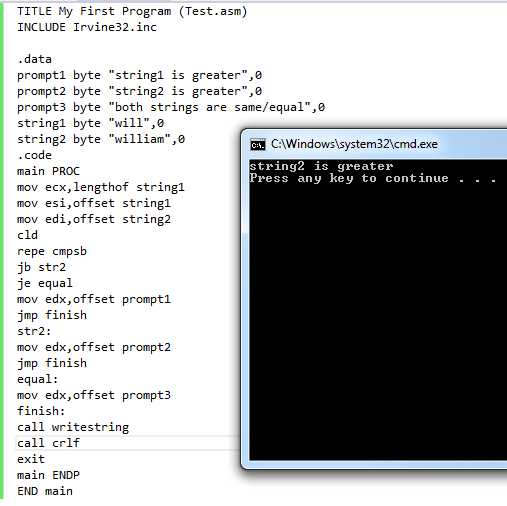 TITLE My First Program (Test.asm)
INCLUDE Irvine32.inc
.data
prompt1 byte "string1 is greater",0
prompt2 byte "string2 is greater",0
prompt3 byte "both strings are same/equal",0
string1 byte "will",0
string2 byte "william",0
.code
main PROC
mov ecx,lengthof string1
mov esi,offset string1
mov edi,offset string2
cld
repe cmpsb
jb str2
je equal
mov edx,offset prompt1
jmp finish
str2:
mov edx,offset prompt2
jmp finish
equal:
mov edx,offset prompt3
finish:
call writestring
call crlf
exit
main ENDP
END main
C:\Windows\system32\cmd.exe
string2 is greater
Press any key to continue . . .